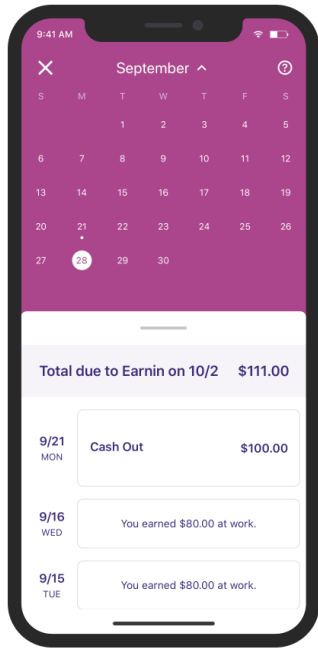 9:41 AM
September
S M T W T F S
1 2 3 4 5
6 7 8 9 10 11 12
13 14 15 16 17 18 19
20 21 22 23 24 25 26
27 28 29 30
Total due to Earnin on 10/2 $111.00
9/21
MON
Cash Out $100.00
9/16
WED
You earned $80.00 at work.
9/15
TUE
You earned $80.00 at work.